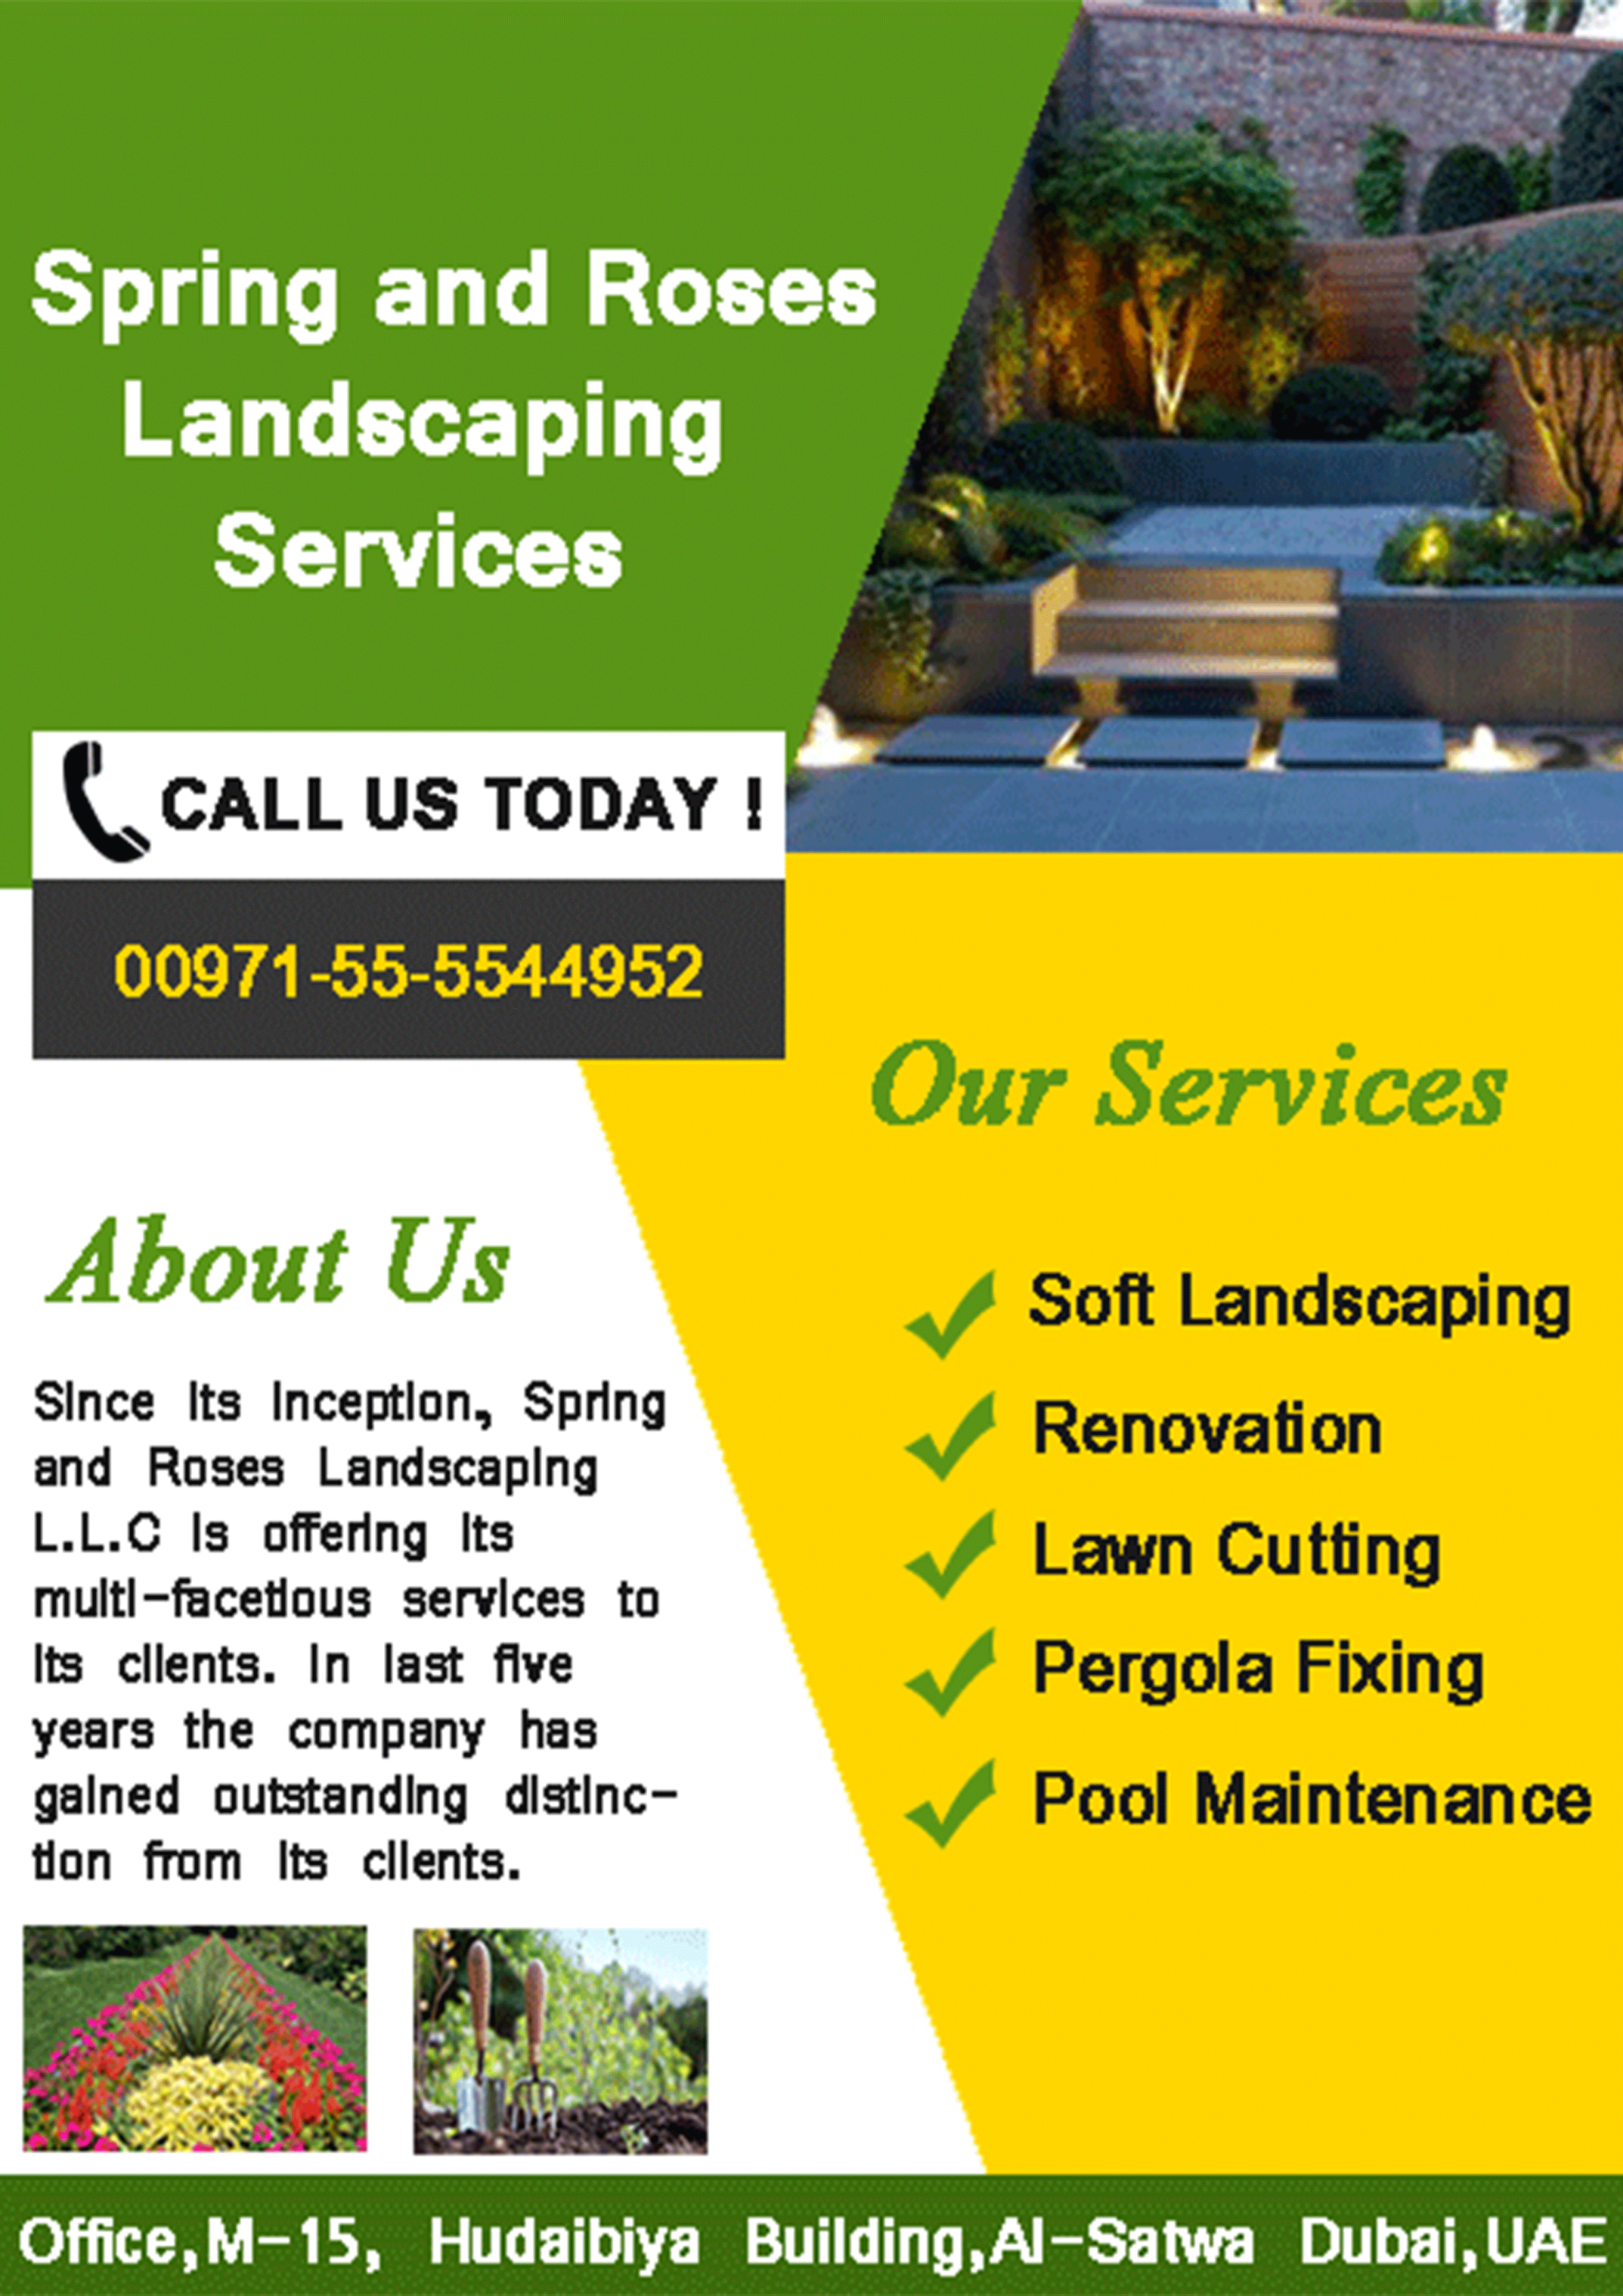 Spring and Roses
Landscaping
Services
CALL US TODAY !
00971-55-5544952
About Us
Since its inception, Spring
and Roses Landscaping
L.L.C is offering its
multi-facetious services to
its clients. In last five
years the company has
gained outstanding distinc-
tion from its clients.
Our Services
Soft Landscaping
Renovation
Lawn Cutting
Pergola Fixing
Pool Maintenance
Office,M-15, Hudaibiya Building,Al-Satwa Dubai,UAE